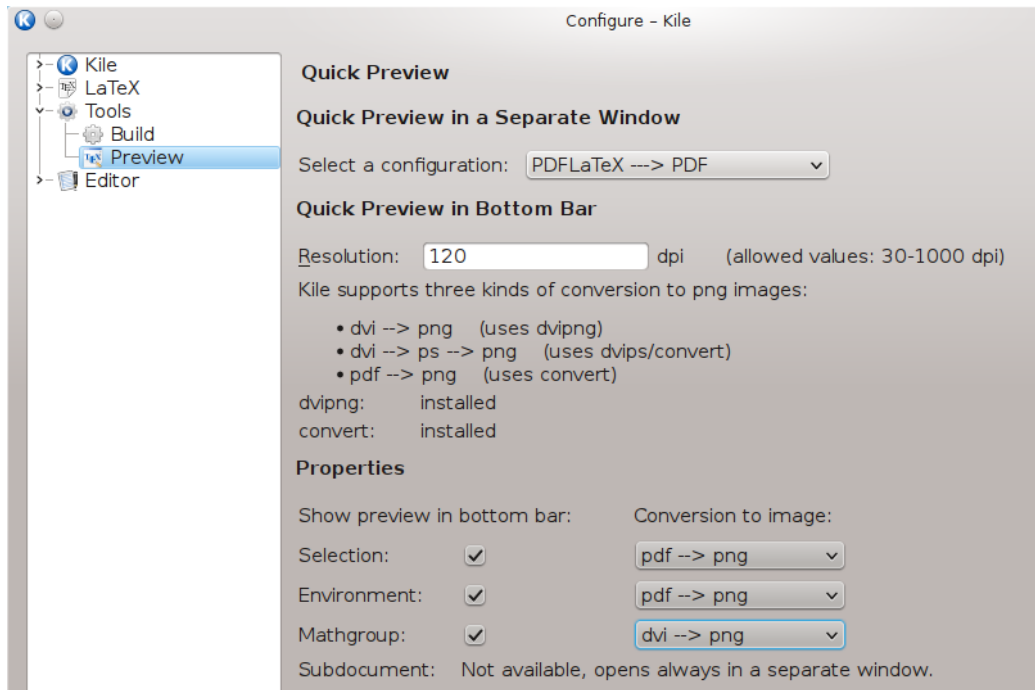 Configure – Kile
Kile
LaTeX
Tools
Build
Preview
Editor
Quick Preview
Quick Preview in a Separate Window
Select a configuration: PDFLaTeX ---> PDF
Quick Preview in Bottom Bar
Resolution: 120 dpi (allowed values: 30-1000 dpi)
Kile supports three kinds of conversion to png images:
• dvi --> png (uses dvipng)
• dvi --> ps --> png (uses dvips/convert)
• pdf --> png (uses convert)
dvipng: installed
convert: installed
Properties
Show preview in bottom bar: Conversion to image:
Selection: pdf --> png
Environment: pdf --> png
Mathgroup: dvi --> png
Subdocument: Not available, opens always in a separate window.